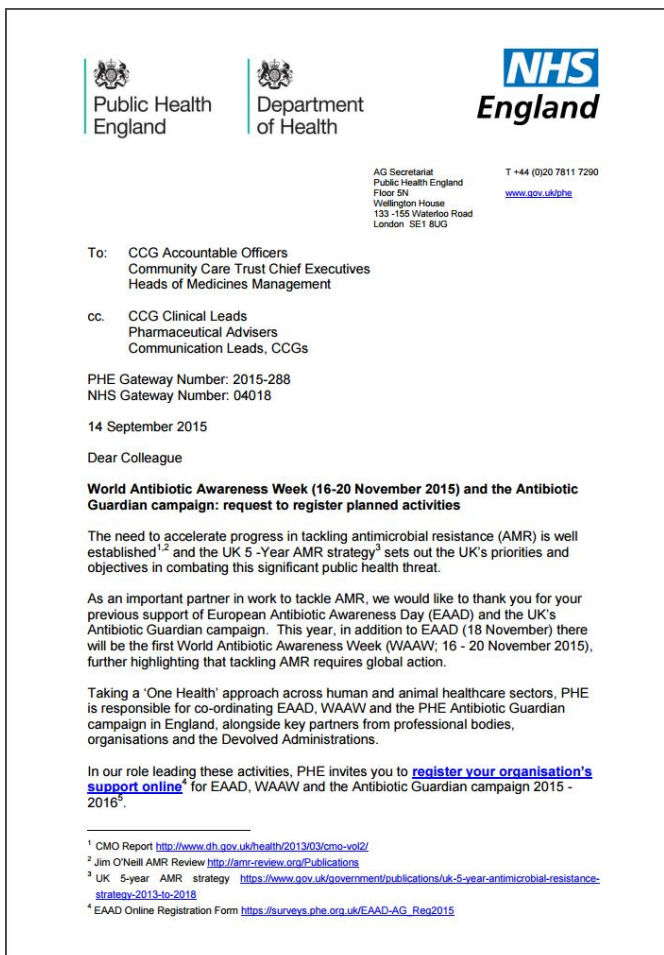 Public Health
England
Department
of Health
NHS
England
AG Secretariat
Public Health England
Floor 5N
Wellington House
133 -155 Waterloo Road
London SE1 8UG
T +44 (0)20 7811 7290
www.gov.uk/phe
To: CCG Accountable Officers
Community Care Trust Chief Executives
Heads of Medicines Management
cc. CCG Clinical Leads
Pharmaceutical Advisers
Communication Leads, CCGs
PHE Gateway Number: 2015-288
NHS Gateway Number: 04018
14 September 2015
Dear Colleague
World Antibiotic Awareness Week (16-20 November 2015) and the Antibiotic
Guardian campaign: request to register planned activities
The need to accelerate progress in tackling antimicrobial resistance (AMR) is well
established1,2 and the UK 5 -Year AMR strategy3 sets out the UK's priorities and
objectives in combating this significant public health threat.
As an important partner in work to tackle AMR, we would like to thank you for your
previous support of European Antibiotic Awareness Day (EAAD) and the UK's
Antibiotic Guardian campaign. This year, in addition to EAAD (18 November) there
will be the first World Antibiotic Awareness Week (WAAW; 16 - 20 November 2015),
further highlighting that tackling AMR requires global action.
Taking a 'One Health' approach across human and animal healthcare sectors, PHE
is responsible for co-ordinating EAAD, WAAW and the PHE Antibiotic Guardian
campaign in England, alongside key partners from professional bodies,
organisations and the Devolved Administrations.
In our role leading these activities, PHE invites you to register your organisation's
support online4 for EAAD, WAAW and the Antibiotic Guardian campaign 2015 -
20165.
1 CMO Report http://www.dh.gov.uk/health/2013/03/cmo-vol2/
2 Jim O'Neill AMR Review http://amr-review.org/Publications
3 UK 5-year AMR strategy https://www.gov.uk/government/publications/uk-5-year-antimicrobial-resistance-
strategy-2013-to-2018
4 EAAD Online Registration Form https://surveys.phe.org.uk/EAAD-AG_Reg2015